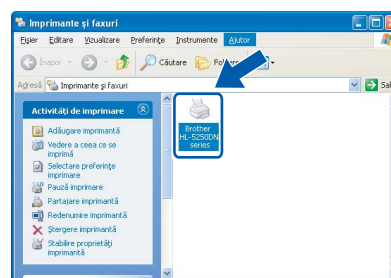 Imprimante şi faxuri
Fişier Editare Vizualizare Preferinţe Instrumente Ajutor
Înapoi Căutare
Adresă Imprimante şi faxuri
Activităţi de imprimare
Adăugare imprimantă
Vedere a ceea ce se
imprimă
Selectare preferinţe
imprimare
Pauză imprimare
Partajare imprimantă
Redenumire imprimantă
Ştergere imprimantă
Stabilire proprietăţi
imprimantă
Brother
HL-5250DN
series